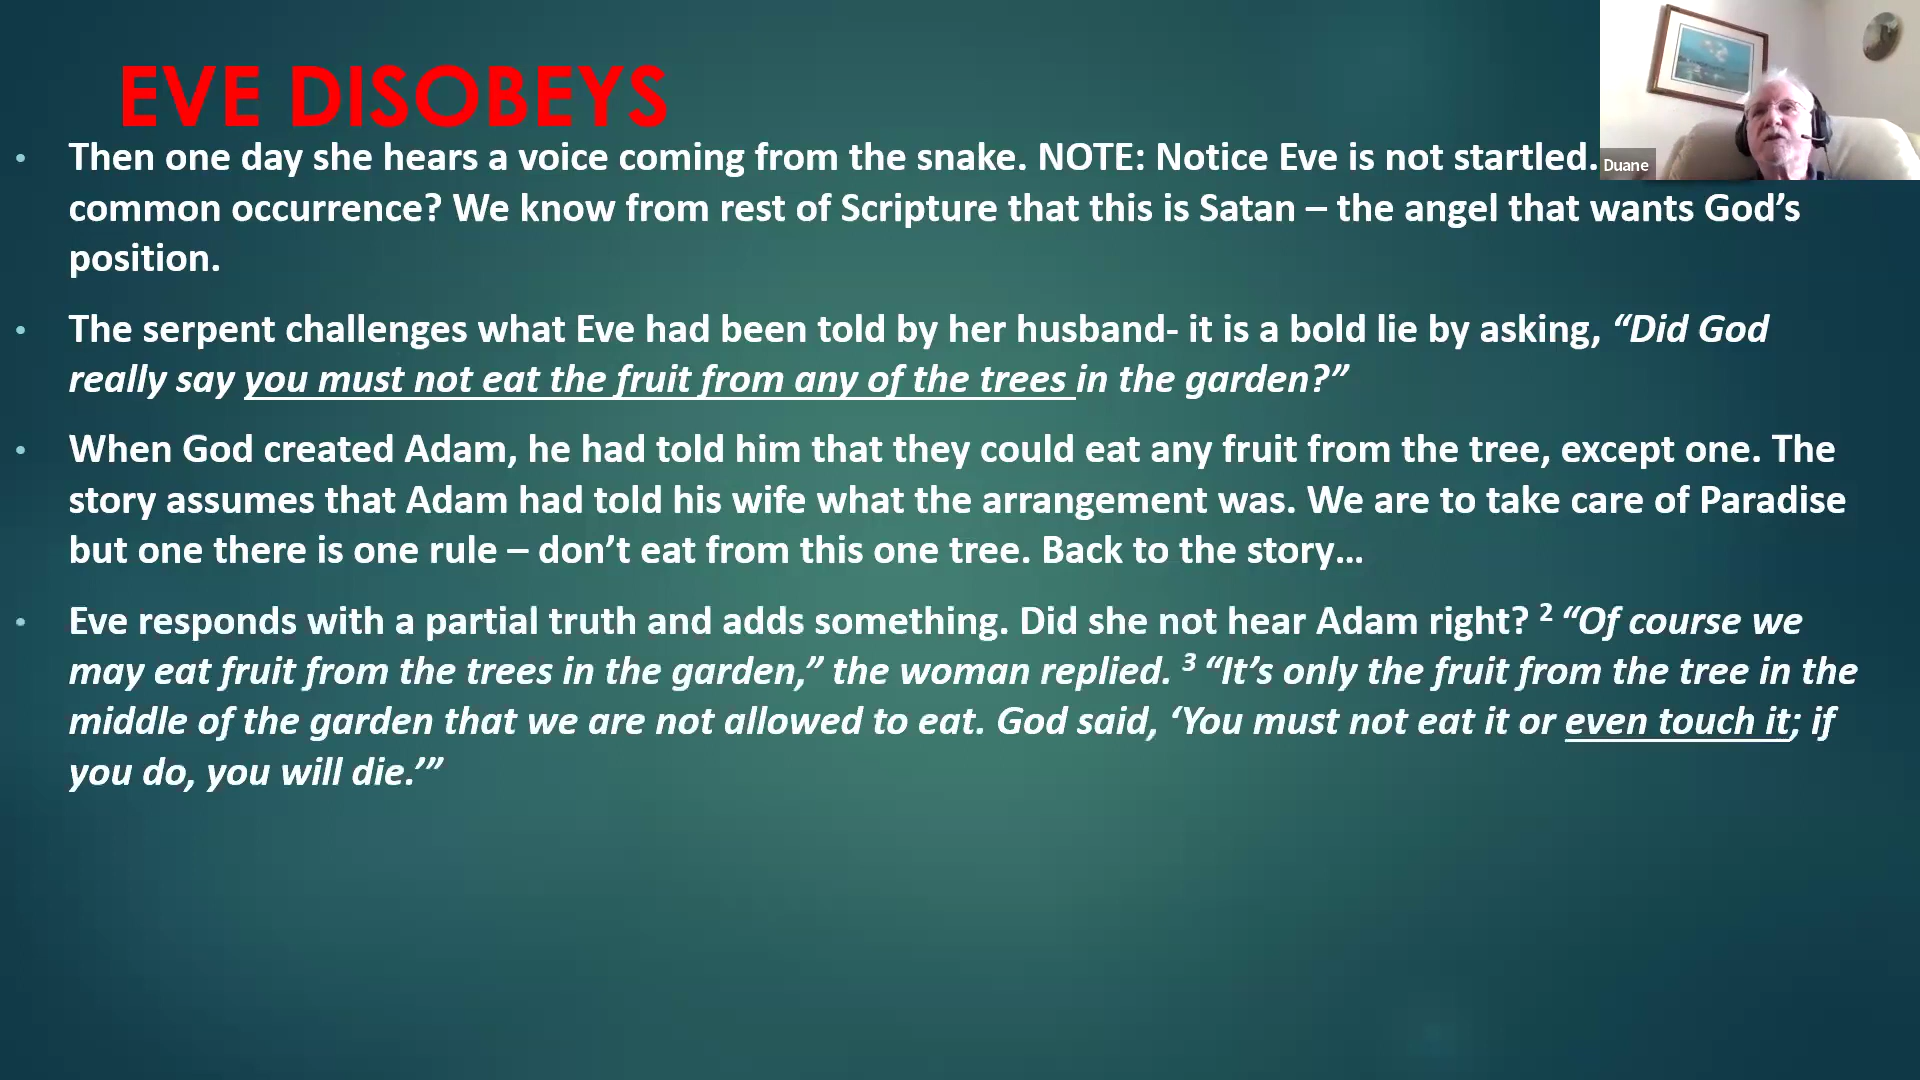 EVE DISOBEYS
• Then one day she hears a voice coming from the snake. NOTE: Notice Eve is not startled.
common occurrence? We know from rest of Scripture that this is Satan – the angel that wants God’s
position.
• The serpent challenges what Eve had been told by her husband- it is a bold lie by asking, “Did God
really say you must not eat the fruit from any of the trees in the garden?”
• When God created Adam, he had told him that they could eat any fruit from the tree, except one. The
story assumes that Adam had told his wife what the arrangement was. We are to take care of Paradise
but one there is one rule – don’t eat from this one tree. Back to the story…
• Eve responds with a partial truth and adds something. Did she not hear Adam right? 2 “Of course we
may eat fruit from the trees in the garden,” the woman replied. 3 “It’s only the fruit from the tree in the
middle of the garden that we are not allowed to eat. God said, ‘You must not eat it or even touch it; if
you do, you will die.’”
Duane